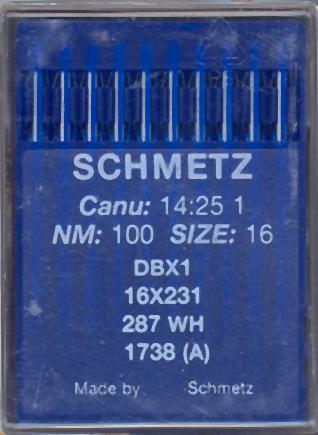 SCHMETZ
Canu: 14:25 1
NM: 100 SIZE: 16
DBX1
16X231
287 WH
1738 (A)
Made by Schmetz